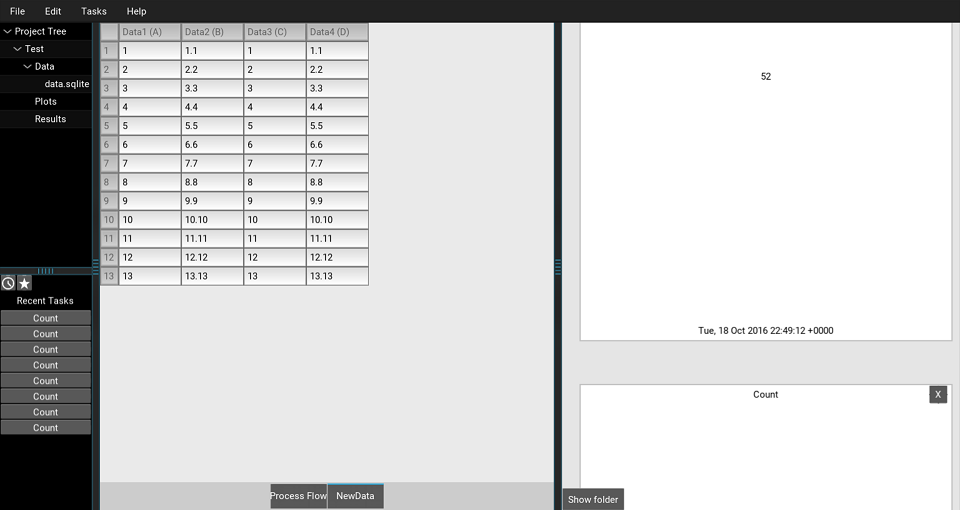 File Edit Tasks Help
Project Tree
Test
Data
data.sqlite
Plots
Results
Recent Tasks
Count
Count
Count
Count
Count
Count
Count
Count
Data1 (A) Data2 (B) Data3 (C) Data4 (D)
1 1 1.1 1 1.1
2 2 2.2 2 2.2
3 3 3.3 3 3.3
4 4 4.4 4 4.4
5 5 5.5 5 5.5
6 6 6.6 6 6.6
7 7 7.7 7 7.7
8 8 8.8 8 8.8
9 9 9.9 9 9.9
10 10 10.10 10 10.10
11 11 11.11 11 11.11
12 12 12.12 12 12.12
13 13 13.13 13 13.13
Process Flow NewData
52
Tue, 18 Oct 2016 22:49:12 +0000
Count X
Show folder